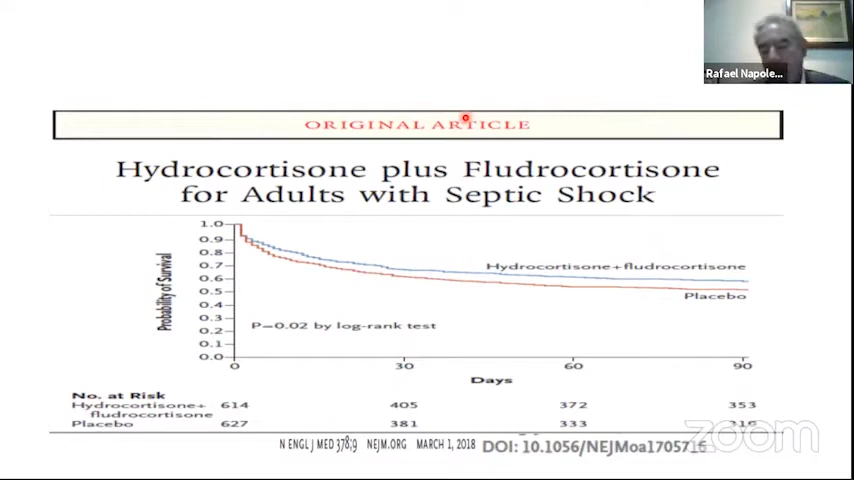 Rafael Napole...
ORIGINAL ARTICLE
Hydrocortisone plus Fludrocortisone
for Adults with Septic Shock
1.0
0.9
0.8
0.7
0.6
0.5
0.4
0.3
0.2
0.1
0.0
Probability of Survival
Hydrocortisone+fludrocortisone
Placebo
P=0.02 by log-rank test
0 30 60 90
Days
No. at Risk
Hydrocortisone+ 614 405 372 353
fludrocortisone
Placebo 627 381 333
N ENGL J MED 378;9 NEJM.ORG MARCH 1, 2018 DOI: 10.1056/NEJMoa1705716
zoom